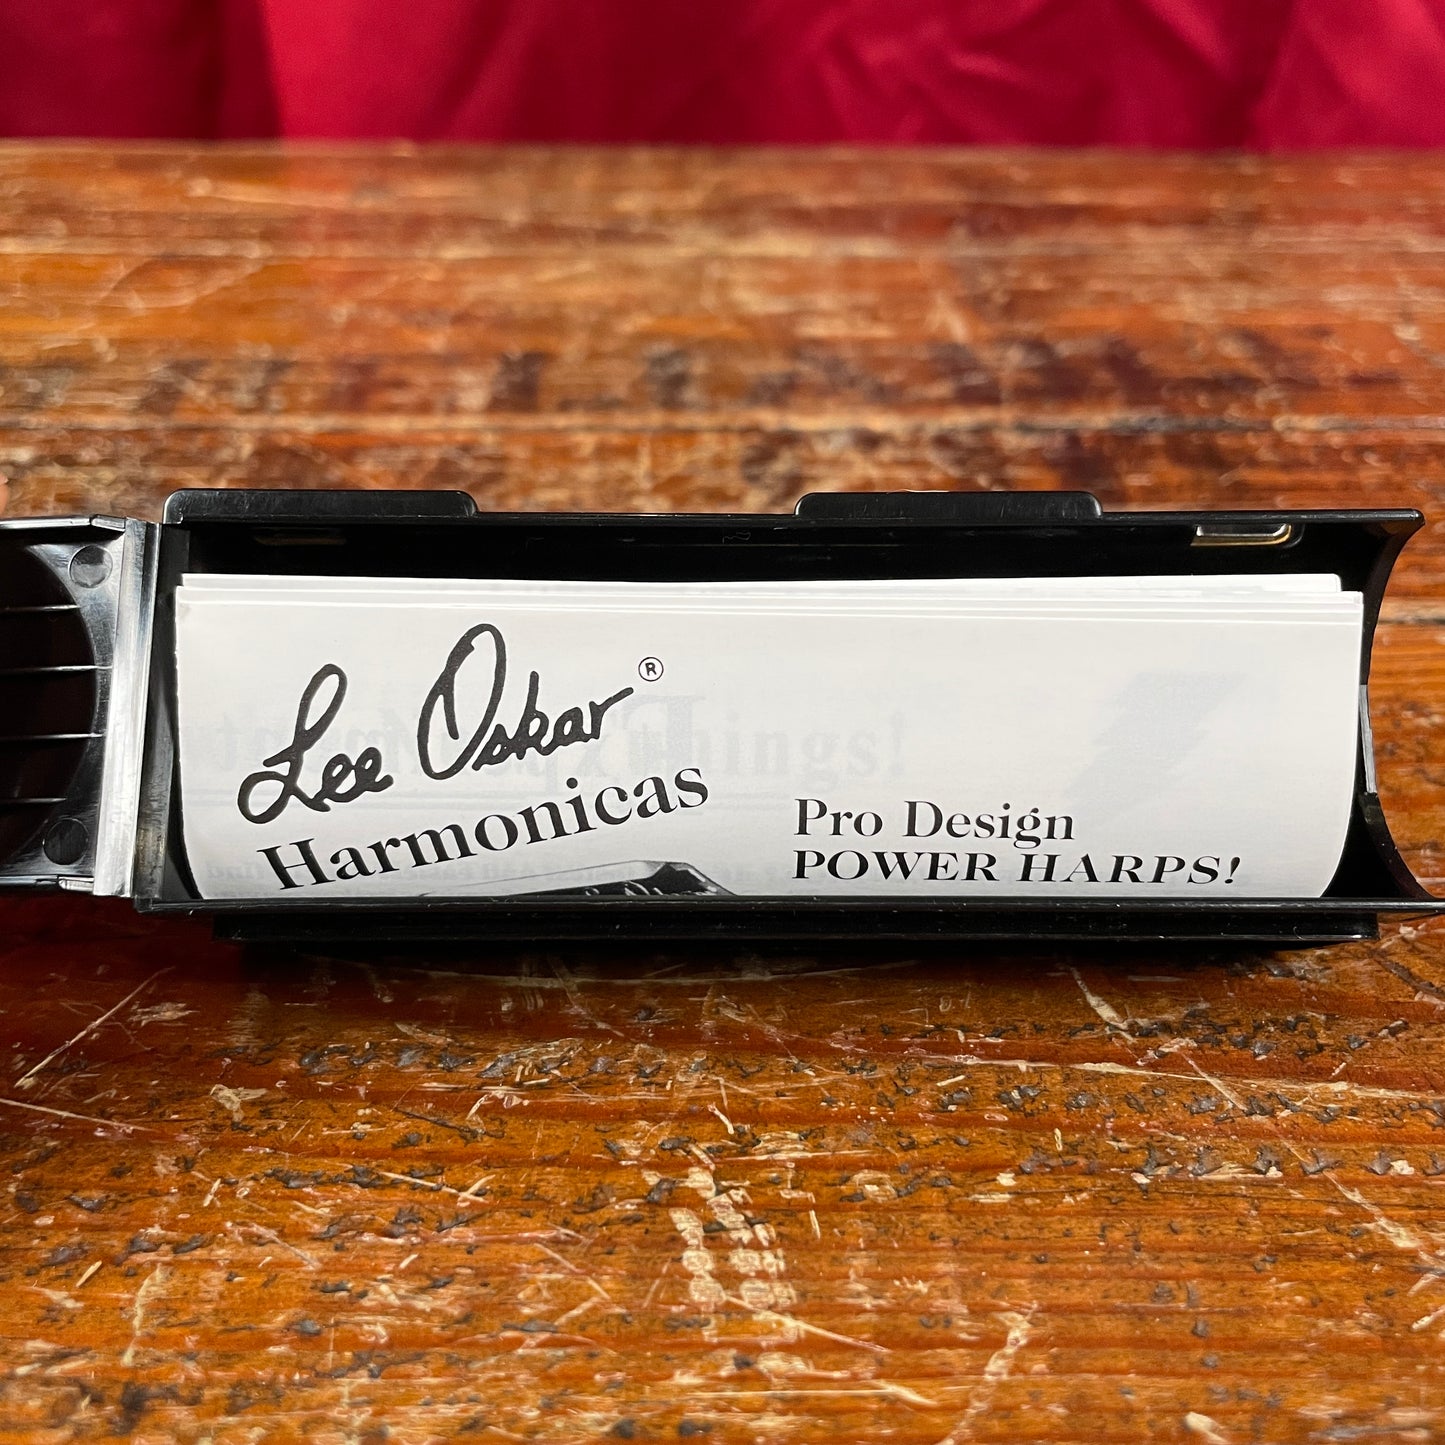 Lee Oskar®
Harmonicas
Pro Design
POWER HARPS!